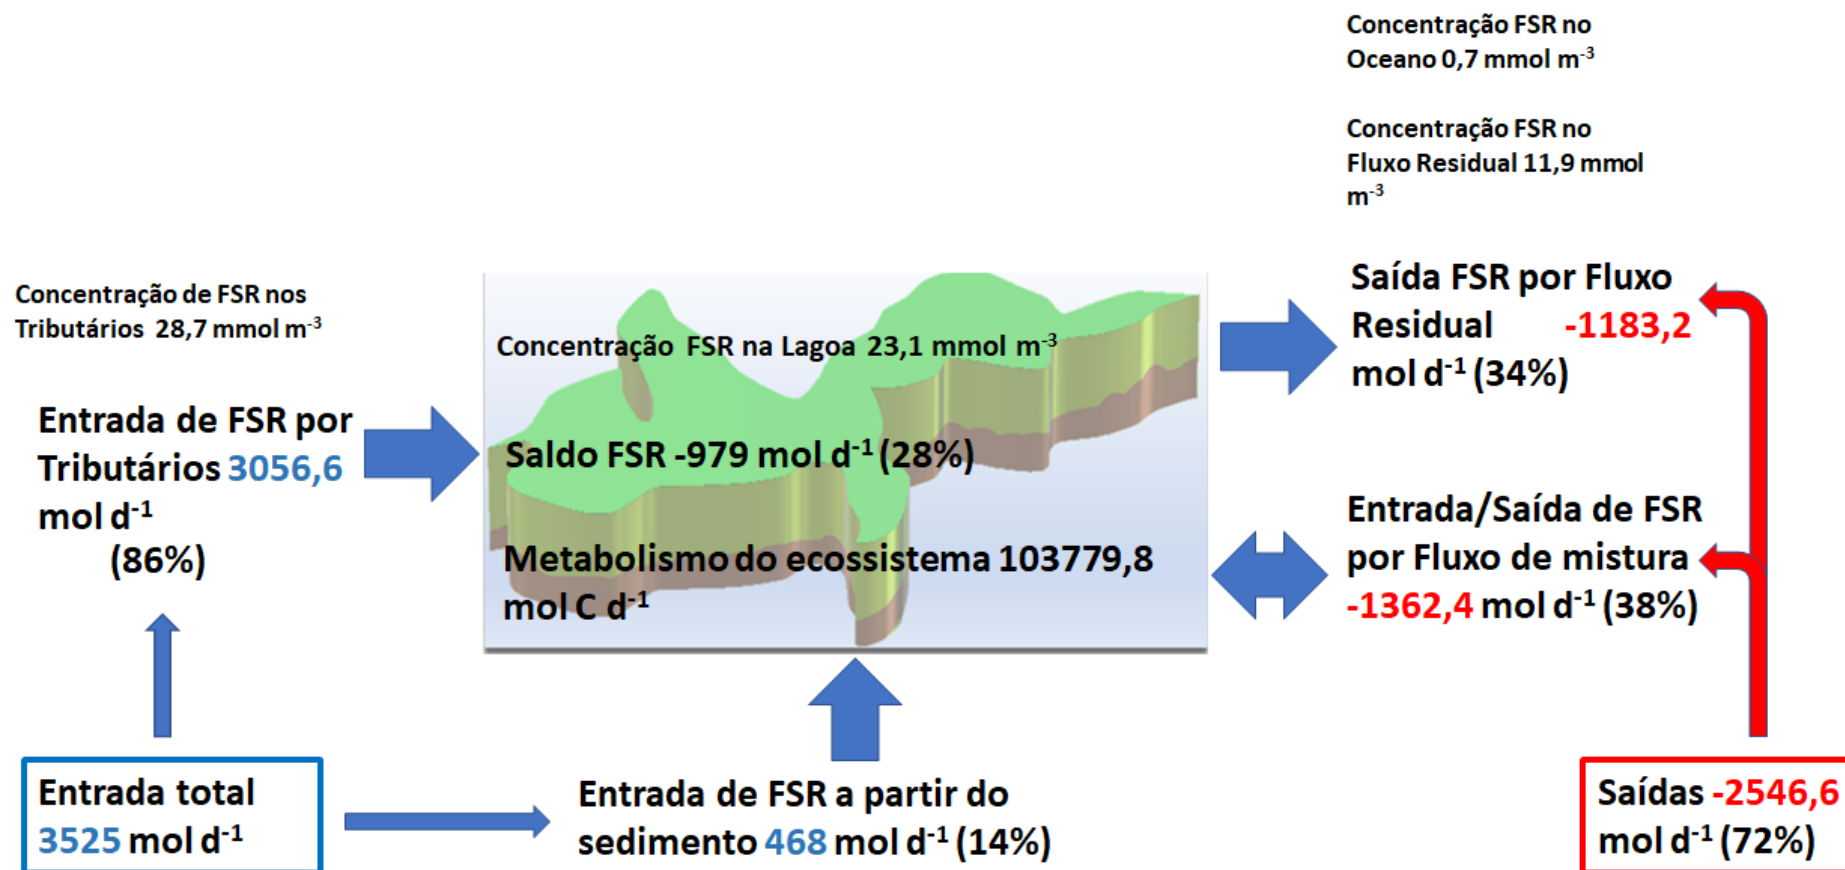 Concentração FSR no
Oceano 0,7 mmol m⁻³
Concentração FSR no
Fluxo Residual 11,9 mmol
m⁻³
Concentração de FSR nos
Tributários 28,7 mmol m⁻³
Entrada de FSR por
Tributários 3056,6
mol d⁻¹
(86%)
Concentração FSR na Lagoa 23,1 mmol m⁻³
Saldo FSR -979 mol d⁻¹ (28%)
Metabolismo do ecossistema 103779,8
mol C d⁻¹
Saída FSR por Fluxo
Residual -1183,2
mol d⁻¹ (34%)
Entrada/Saída de FSR
por Fluxo de mistura
-1362,4 mol d⁻¹ (38%)
Entrada total
3525 mol d⁻¹
Entrada de FSR a partir do
sedimento 468 mol d⁻¹ (14%)
Saídas -2546,6
mol d⁻¹ (72%)